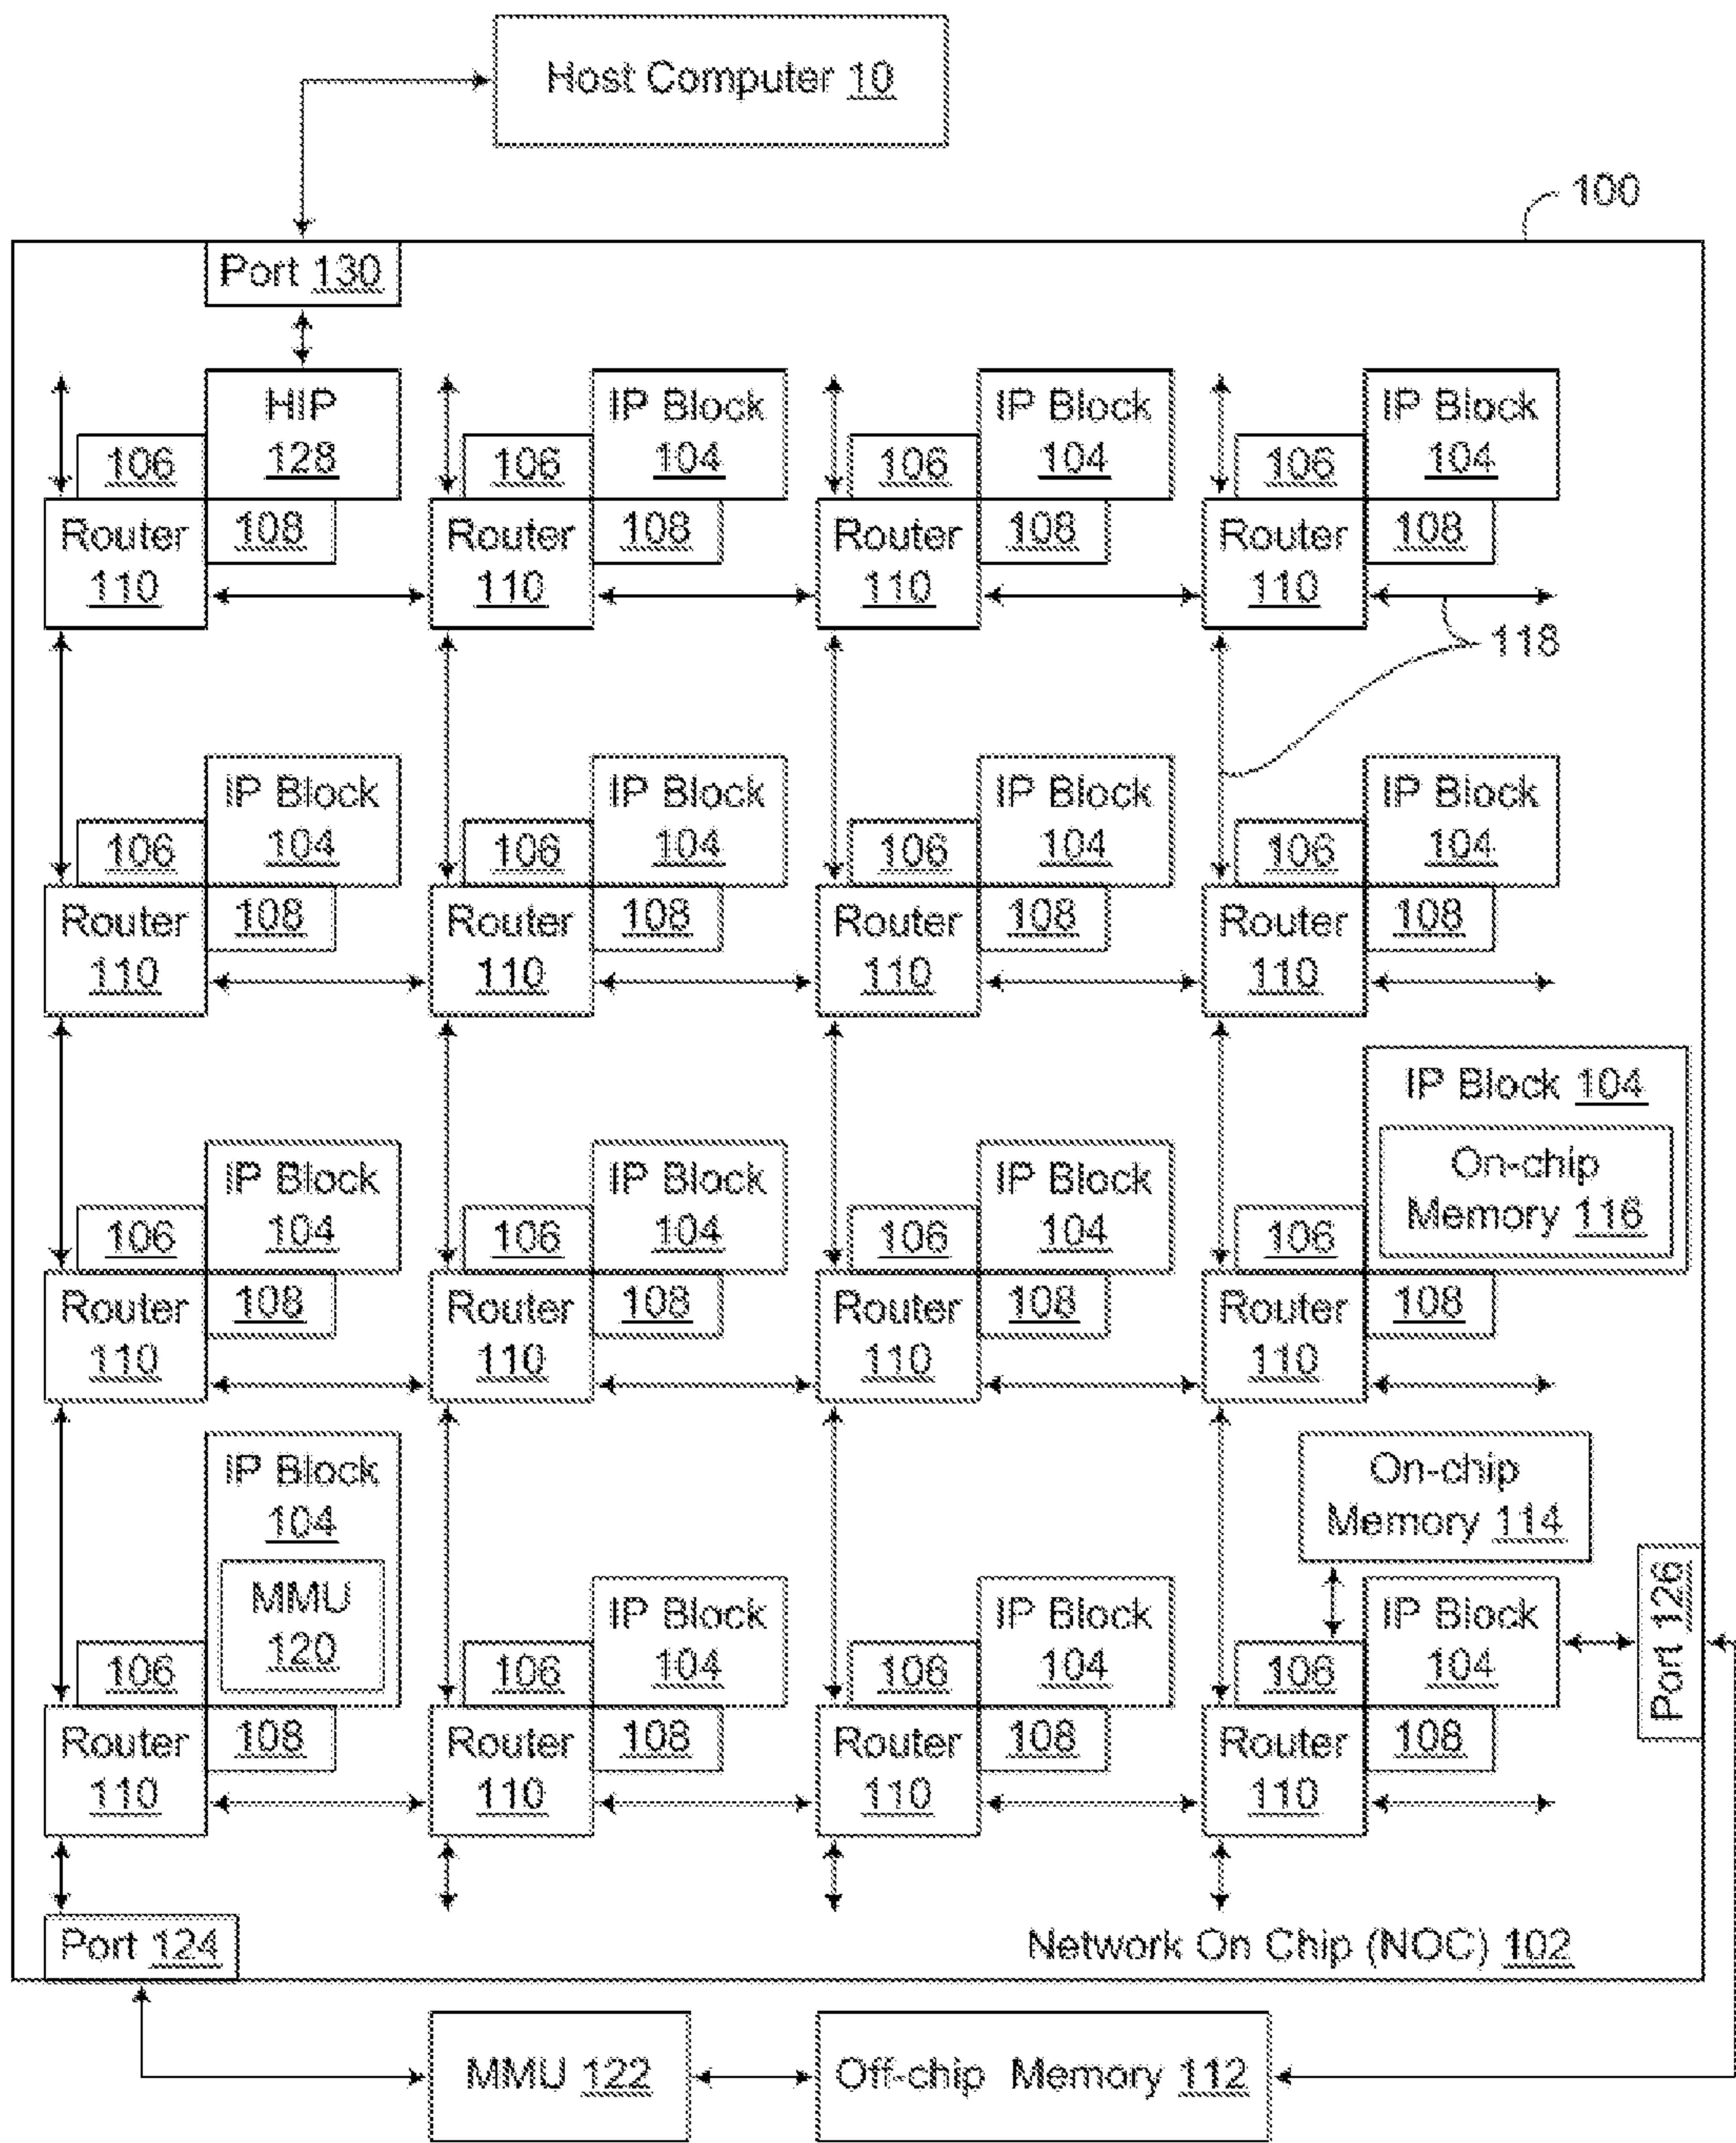 Host Computer 10
100
Port 130
HIP
128
IP Block
104
IP Block
104
IP Block
104
106
106
106
106
Router
110
108
Router
110
108
Router
110
108
Router
110
108
118
IP Block
104
IP Block
104
IP Block
104
IP Block
104
106
106
106
106
Router
110
108
Router
110
108
Router
110
108
Router
110
108
IP Block 104
On-chip
Memory 116
IP Block
104
IP Block
104
IP Block
104
106
106
106
106
Router
110
108
Router
110
108
Router
110
108
Router
110
108
IP Block
104
MMU
120
On-chip
Memory 114
IP Block
104
IP Block
104
IP Block
104
Port 126
106
106
106
106
Router
110
108
Router
110
108
Router
110
108
Router
110
108
Port 124
Network On Chip (NOC) 102
MMU 122
Off-chip Memory 112